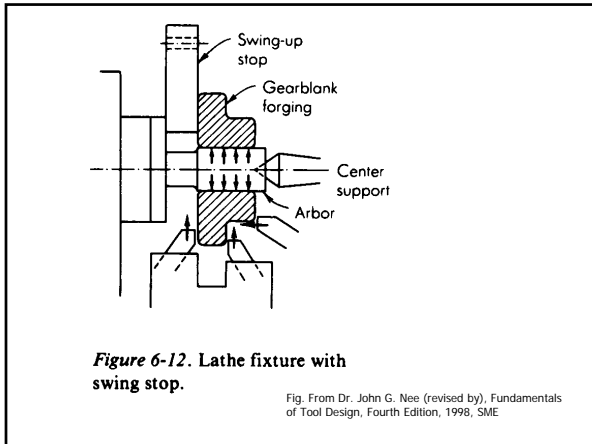 Swing-up
stop
Gearblank
forging
Center
support
Arbor
Figure 6-12. Lathe fixture with
swing stop.
Fig. From Dr. John G. Nee (revised by), Fundamentals
of Tool Design, Fourth Edition, 1998, SME